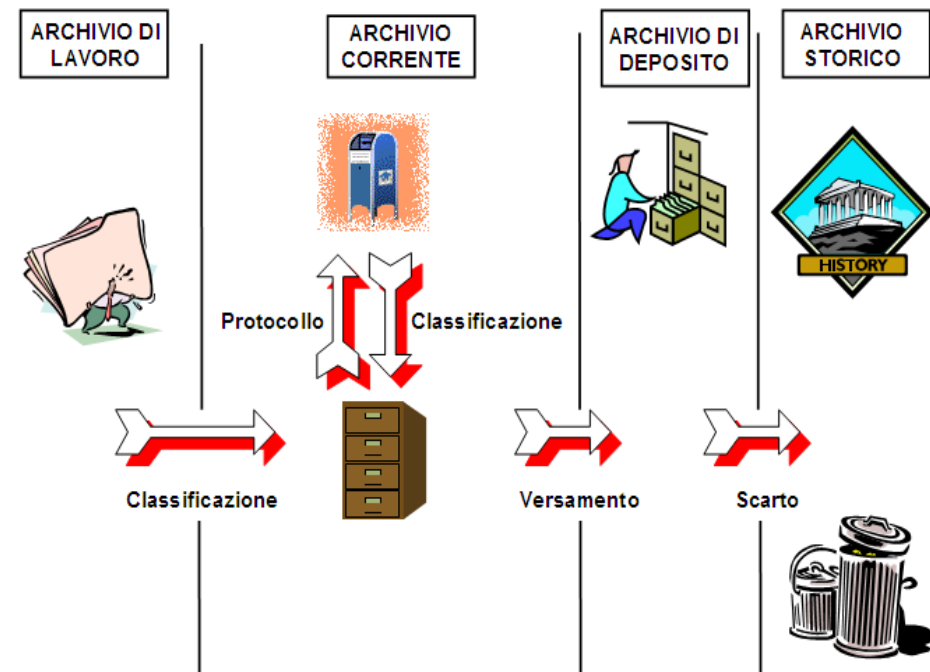 ARCHIVIO DI
LAVORO
ARCHIVIO
CORRENTE
ARCHIVIO DI
DEPOSITO
ARCHIVIO
STORICO
HISTORY
Protocollo
Classificazione
Classificazione
Versamento
Scarto